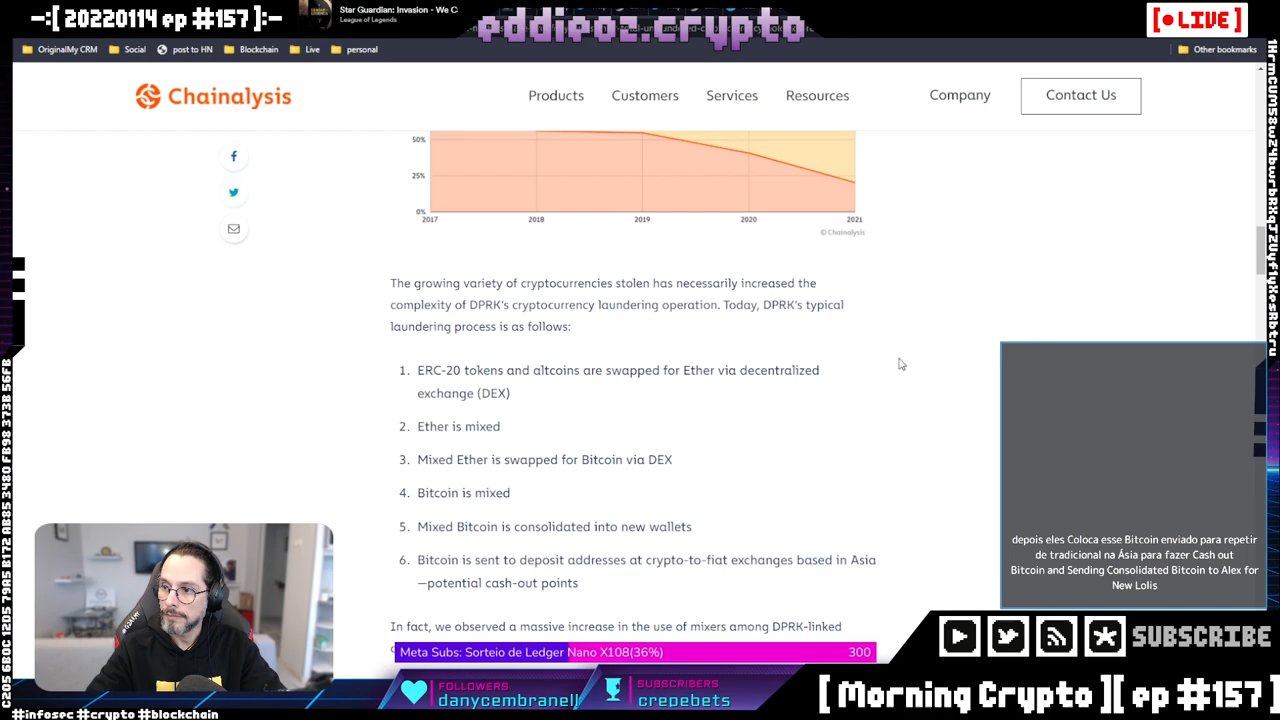 -:[ 20220114 ep #157 ]:-
Star Guardian: Invasion - We C
League of Legends
eddieoz.crypto
[•LIVE]
OriginalMy CRM
Social
post to HN
Blockchain
Live
personal
Other bookmarks
Chainalysis
Products
Customers
Services
Resources
Company
Contact Us
50%
25%
0%
2017
2018
2019
2020
2021
© Chainalysis
The growing variety of cryptocurrencies stolen has necessarily increased the
complexity of DPRK's cryptocurrency laundering operation. Today, DPRK's typical
laundering process is as follows:
1. ERC-20 tokens and altcoins are swapped for Ether via decentralized
exchange (DEX)
2. Ether is mixed
3. Mixed Ether is swapped for Bitcoin via DEX
4. Bitcoin is mixed
5. Mixed Bitcoin is consolidated into new wallets
6. Bitcoin is sent to deposit addresses at crypto-to-fiat exchanges based in Asia
—potential cash-out points
In fact, we observed a massive increase in the use of mixers among DPRK-linked
depois eles Coloca esse Bitcoin enviado para repetir
de tradicional na Ásia para fazer Cash out
Bitcoin and Sending Consolidated Bitcoin to Alex for
New Lolis
Meta Subs: Sorteio de Ledger Nano X108(36%)
300
FOLLOWERS
danycembranell
SUBSCRIBERS
crepebets
SUBSCRIBE
[ Morning Crypto ][ ep #157 ]
#infosec #crypto #blockchain